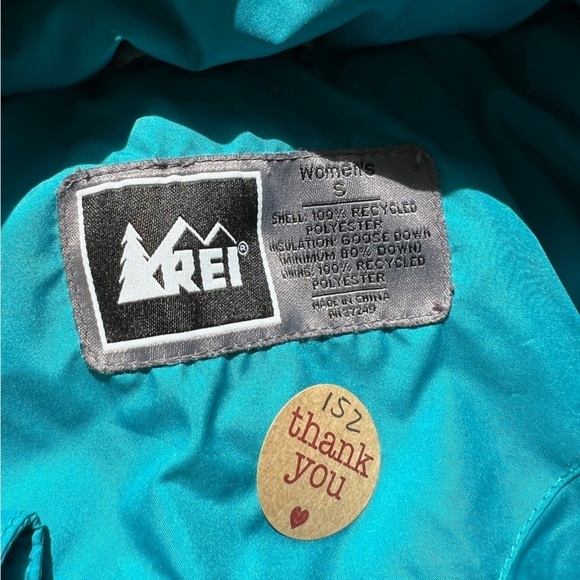 REI®
Women's
S
SHELL: 100% RECYCLED
POLYESTER
INSULATION: GOOSE DOWN
(MINIMUM 80% DOWN)
LINING: 100% RECYCLED
POLYESTER
MADE IN CHINA
RN 37249
152
thank
you